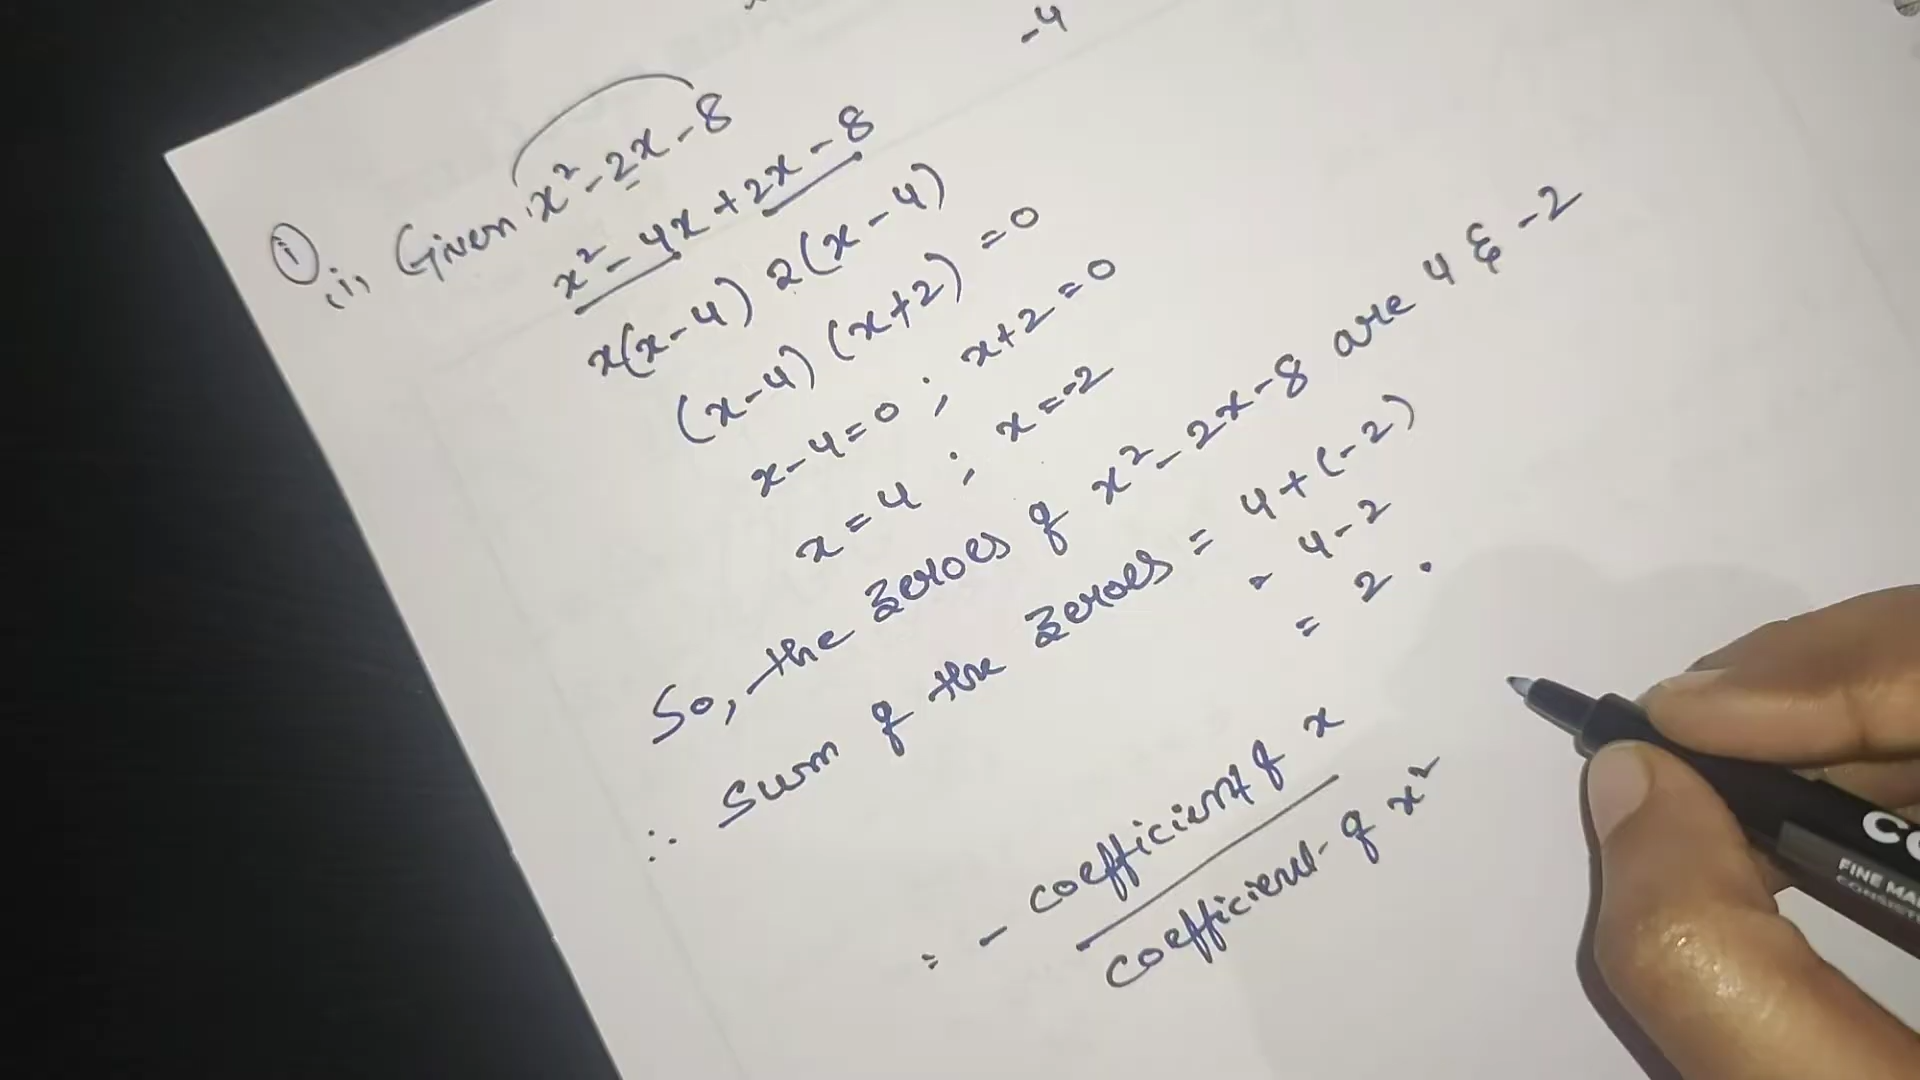 -4
① (i), Given x² - 2x - 8
x² - 4x + 2x - 8
x(x-4) 2(x-4)
(x-4) (x+2) = 0
x-4=0 ; x+2=0
x = 4 ; x=-2
So, the zeroes of x²-2x-8 are 4 & -2
∴ Sum of the zeroes = 4+(-2)
= 4-2
= 2.
= - coefficient of x
coefficient of x²
FINE